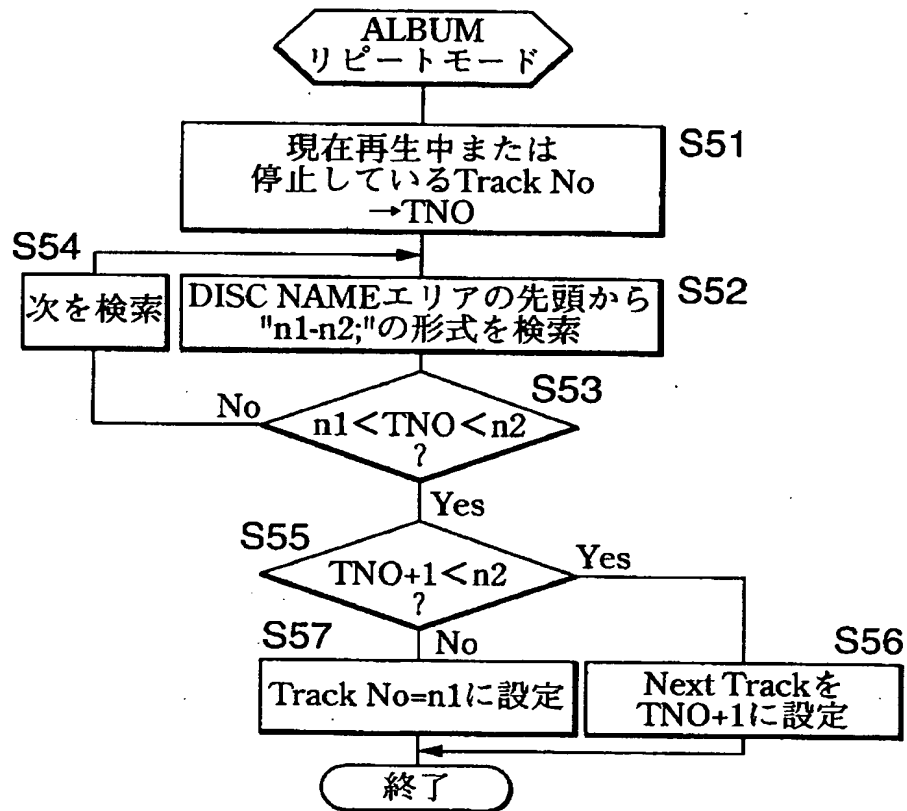 ALBUM
リピートモード
現在再生中または
停止しているTrack No
→TNO
S51
S54
次を検索
DISC NAMEエリアの先頭から
"n1-n2;"の形式を検索
S52
S53
No
n1<TNO<n2
?
Yes
S55
TNO+1<n2
?
Yes
No
S57
Track No=n1に設定
S56
Next Trackを
TNO+1に設定
終了